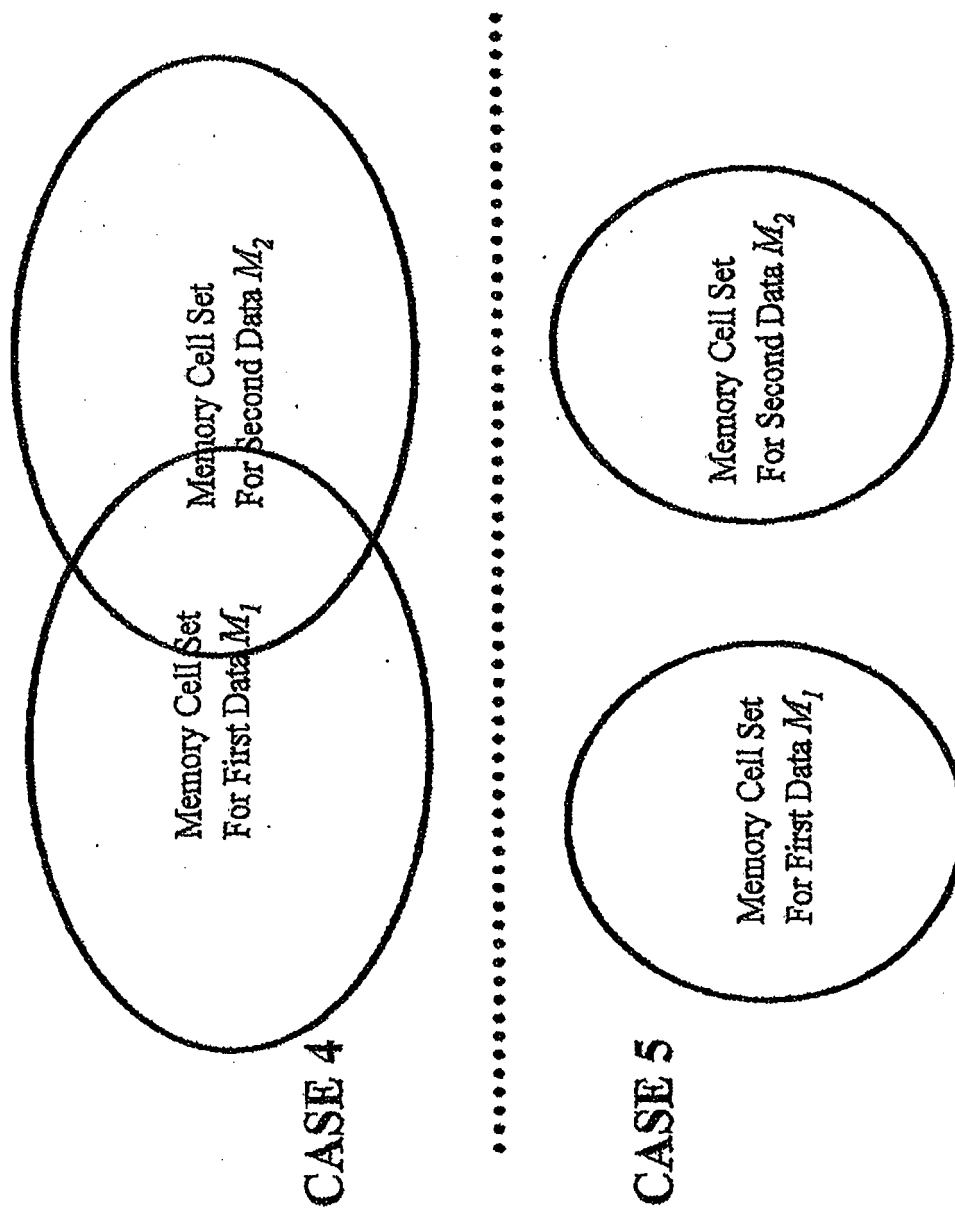 CASE 4
Memory Cell Set
For First Data M1
Memory Cell Set
For Second Data M2
CASE 5
Memory Cell Set
For First Data M1
Memory Cell Set
For Second Data M2